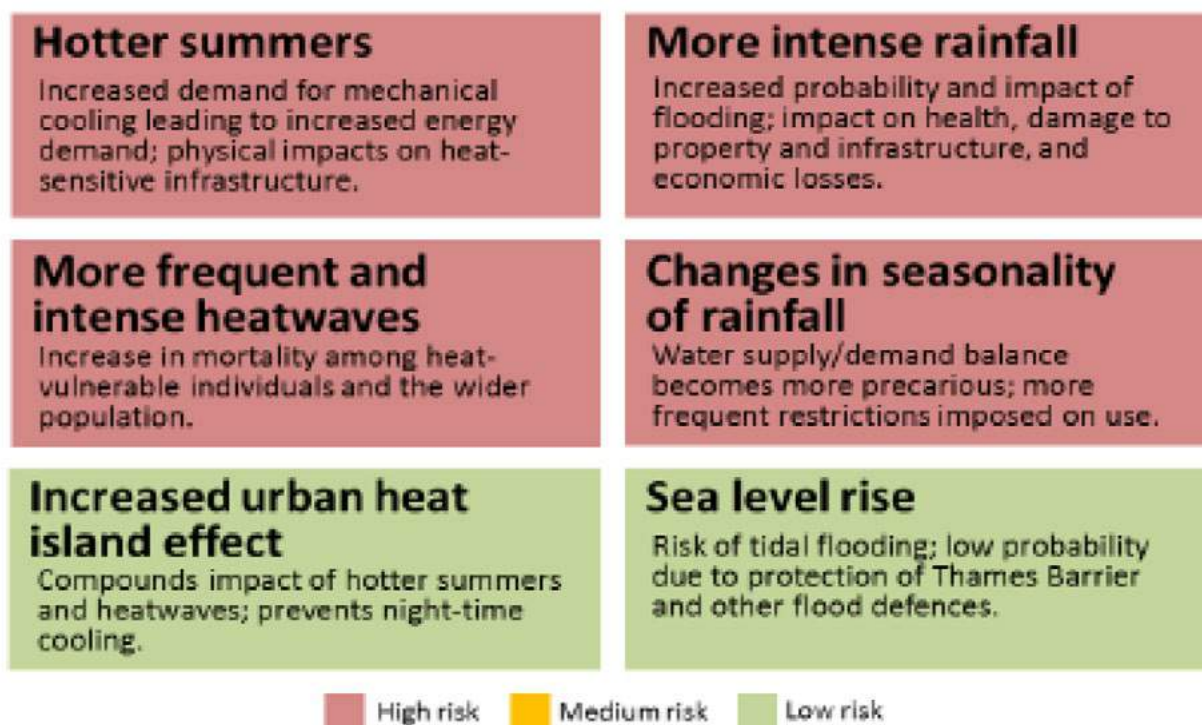 Hotter summers
Increased demand for mechanical
cooling leading to increased energy
demand; physical impacts on heat-
sensitive infrastructure.
More intense rainfall
Increased probability and impact of
flooding; impact on health, damage to
property and infrastructure, and
economic losses.
More frequent and
intense heatwaves
Increase in mortality among heat-
vulnerable individuals and the wider
population.
Changes in seasonality
of rainfall
Water supply/demand balance
becomes more precarious; more
frequent restrictions imposed on use.
Increased urban heat
island effect
Compounds impact of hotter summers
and heatwaves; prevents night-time
cooling.
Sea level rise
Risk of tidal flooding; low probability
due to protection of Thames Barrier
and other flood defences.
High risk Medium risk Low risk